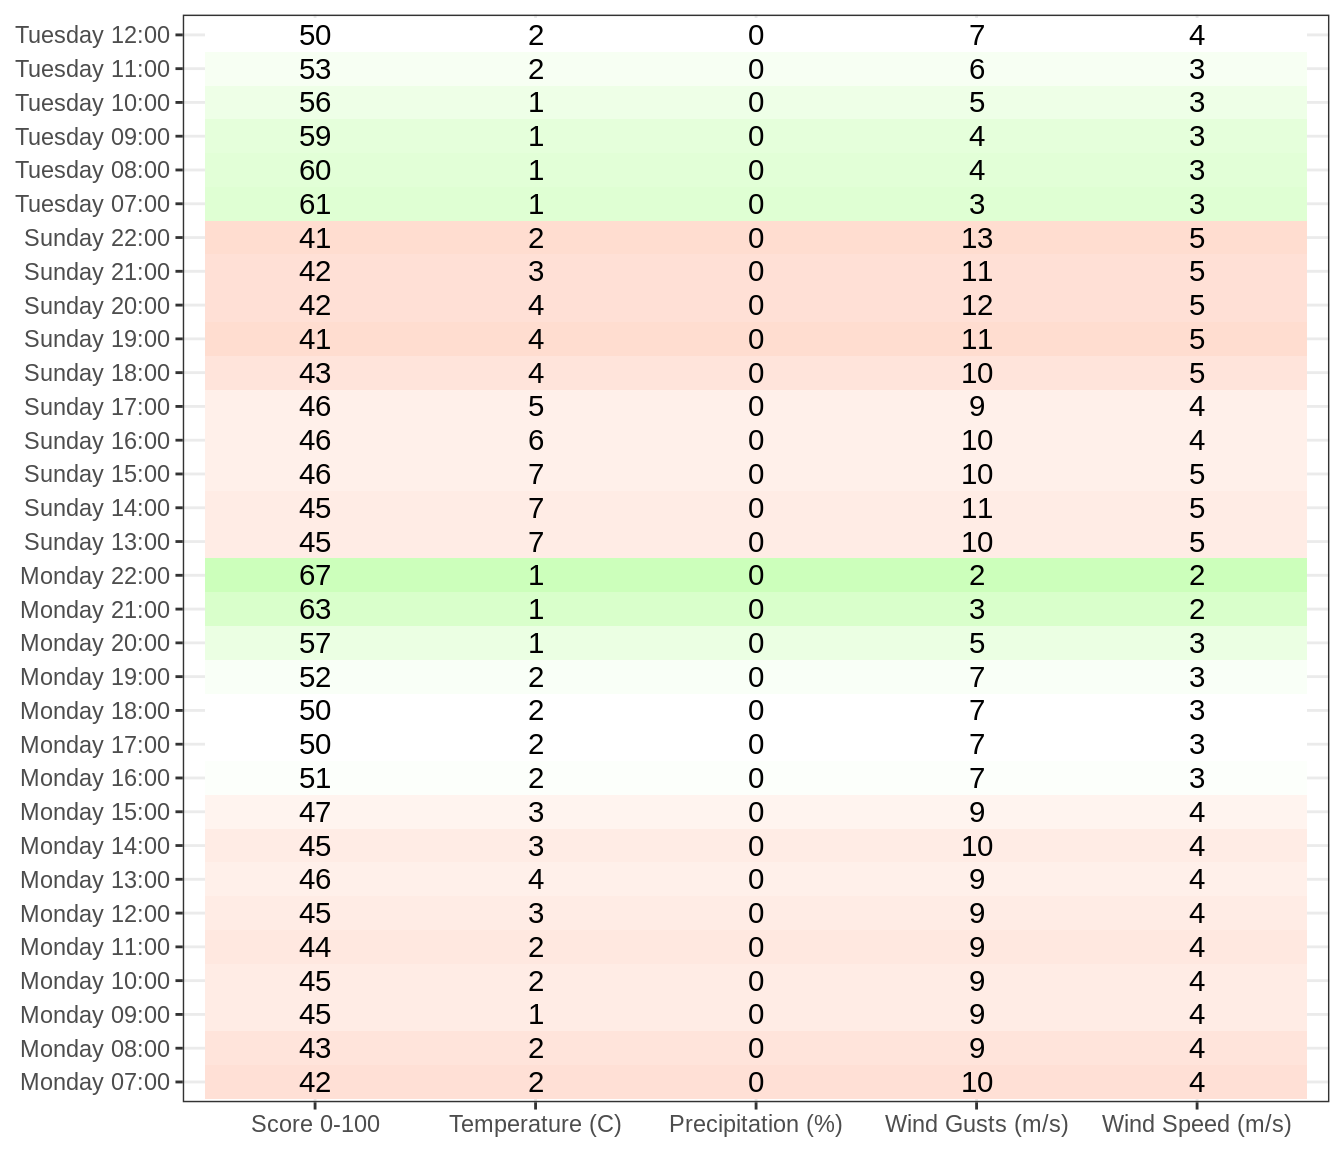 Tuesday 12:00 50 2 0 7 4
Tuesday 11:00 53 2 0 6 3
Tuesday 10:00 56 1 0 5 3
Tuesday 09:00 59 1 0 4 3
Tuesday 08:00 60 1 0 4 3
Tuesday 07:00 61 1 0 3 3
Sunday 22:00 41 2 0 13 5
Sunday 21:00 42 3 0 11 5
Sunday 20:00 42 4 0 12 5
Sunday 19:00 41 4 0 11 5
Sunday 18:00 43 4 0 10 5
Sunday 17:00 46 5 0 9 4
Sunday 16:00 46 6 0 10 4
Sunday 15:00 46 7 0 10 5
Sunday 14:00 45 7 0 11 5
Sunday 13:00 45 7 0 10 5
Monday 22:00 67 1 0 2 2
Monday 21:00 63 1 0 3 2
Monday 20:00 57 1 0 5 3
Monday 19:00 52 2 0 7 3
Monday 18:00 50 2 0 7 3
Monday 17:00 50 2 0 7 3
Monday 16:00 51 2 0 7 3
Monday 15:00 47 3 0 9 4
Monday 14:00 45 3 0 10 4
Monday 13:00 46 4 0 9 4
Monday 12:00 45 3 0 9 4
Monday 11:00 44 2 0 9 4
Monday 10:00 45 2 0 9 4
Monday 09:00 45 1 0 9 4
Monday 08:00 43 2 0 9 4
Monday 07:00 42 2 0 10 4
Score 0-100 Temperature (C) Precipitation (%) Wind Gusts (m/s) Wind Speed (m/s)